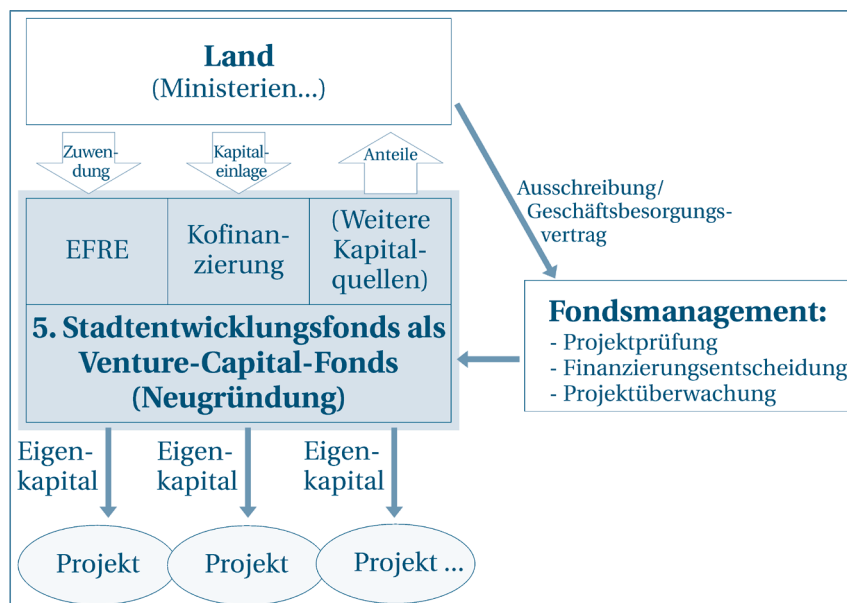 Land
(Ministerien...)
Zuwen-
dung
Kapital-
einlage
Anteile
Ausschreibung/
Geschäftsbesorgungs-
vertrag
EFRE
Kofinan-
zierung
(Weitere
Kapital-
quellen)
5. Stadtentwicklungsfonds als
Venture-Capital-Fonds
(Neugründung)
Fondsmanagement:
- Projektprüfung
- Finanzierungsentscheidung
- Projektüberwachung
Eigen-
kapital
Eigen-
kapital
Eigen-
kapital
Projekt
Projekt
Projekt ...